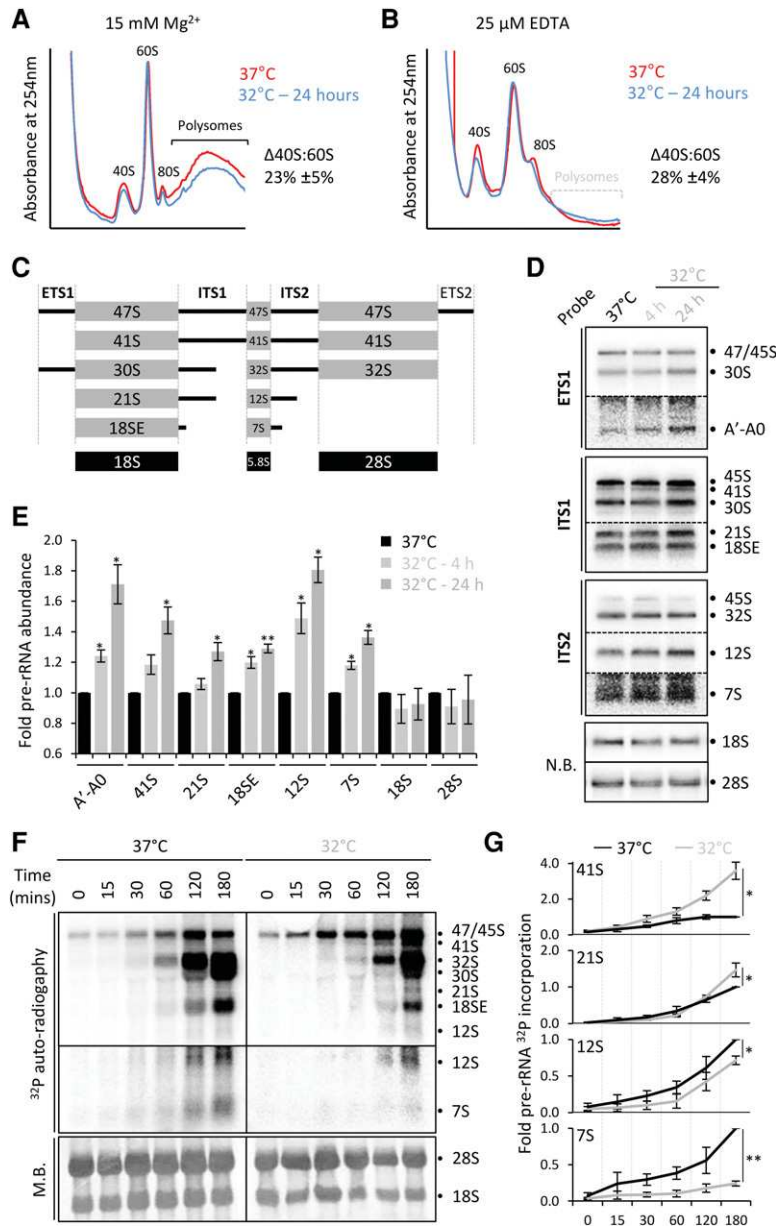 A
15 mM Mg²⁺
Absorbance at 254nm
60S
37°C
32°C – 24 hours
Polysomes
40S
80S
Δ40S:60S
23% ±5%
B
25 µM EDTA
Absorbance at 254nm
60S
37°C
32°C – 24 hours
40S
80S
Polysomes
Δ40S:60S
28% ±4%
C
ETS1 ITS1 ITS2 ETS2
47S 47S 47S
41S 41S 41S
30S 32S 32S
21S 12S
18SE 7S
18S 5.8S 28S
D
32°C
Probe 37°C 4 h 24 h
ETS1
47/45S
30S
A’-A0
ITS1
45S
41S
30S
21S
18SE
ITS2
45S
32S
12S
7S
N.B.
18S
28S
E
Fold pre-rRNA abundance
2.0
1.8
1.6
1.4
1.2
1.0
0.8
0.6
37°C
32°C - 4 h
32°C - 24 h
* * * * * ** * * * *
A’-A0 41S 21S 18SE 12S 7S 18S 28S
F
37°C 32°C
Time (mins)
0 15 30 60 120 180 0 15 30 60 120 180
³²P auto-radiography
47/45S
41S
32S
30S
21S
18SE
12S
12S
7S
M.B.
28S
18S
G
37°C 32°C
Fold pre-rRNA ³²P incorporation
41S
4.0
3.0
2.0
1.0
0.0
*
21S
2.0
1.0
0.0
*
12S
1.0
0.5
0.0
*
7S
1.0
0.5
0.0
**
0 15 30 60 120 180